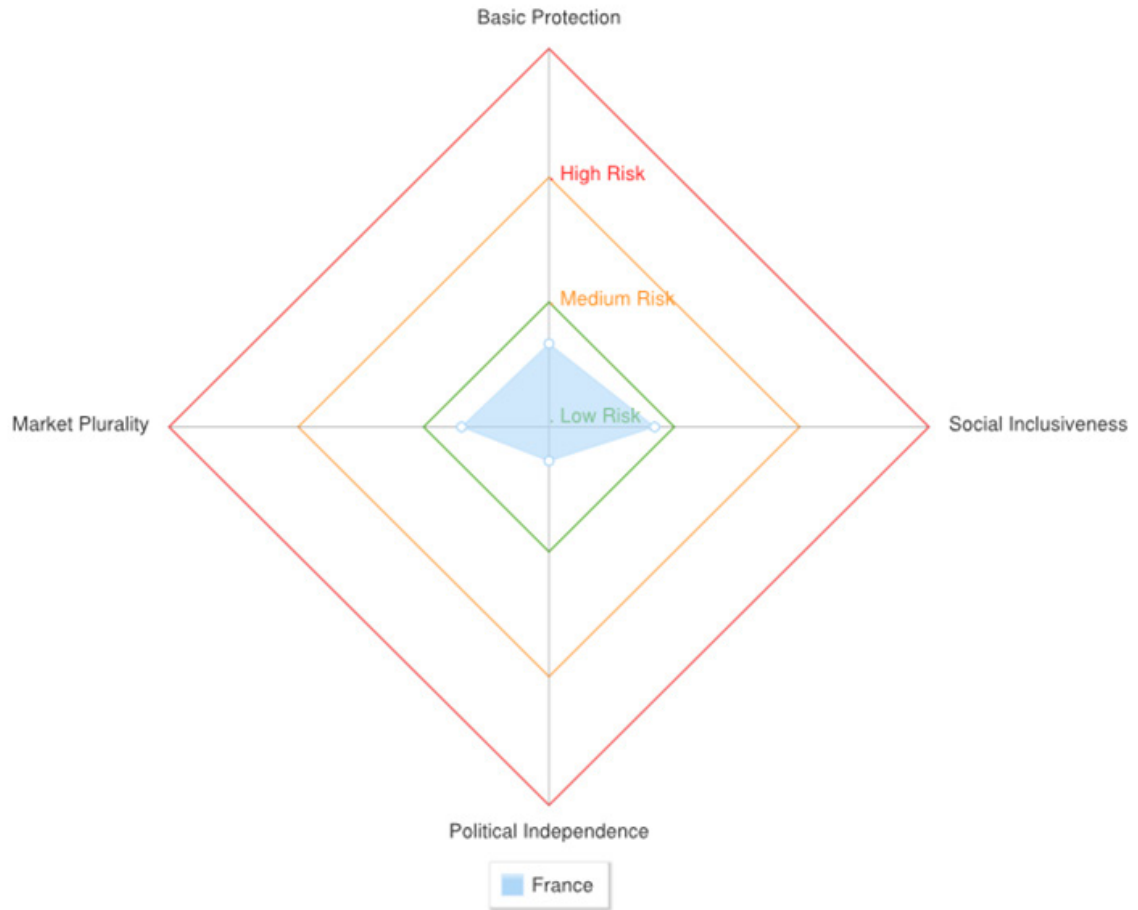 Basic Protection
High Risk
Medium Risk
Low Risk
Market Plurality
Social Inclusiveness
Political Independence
France